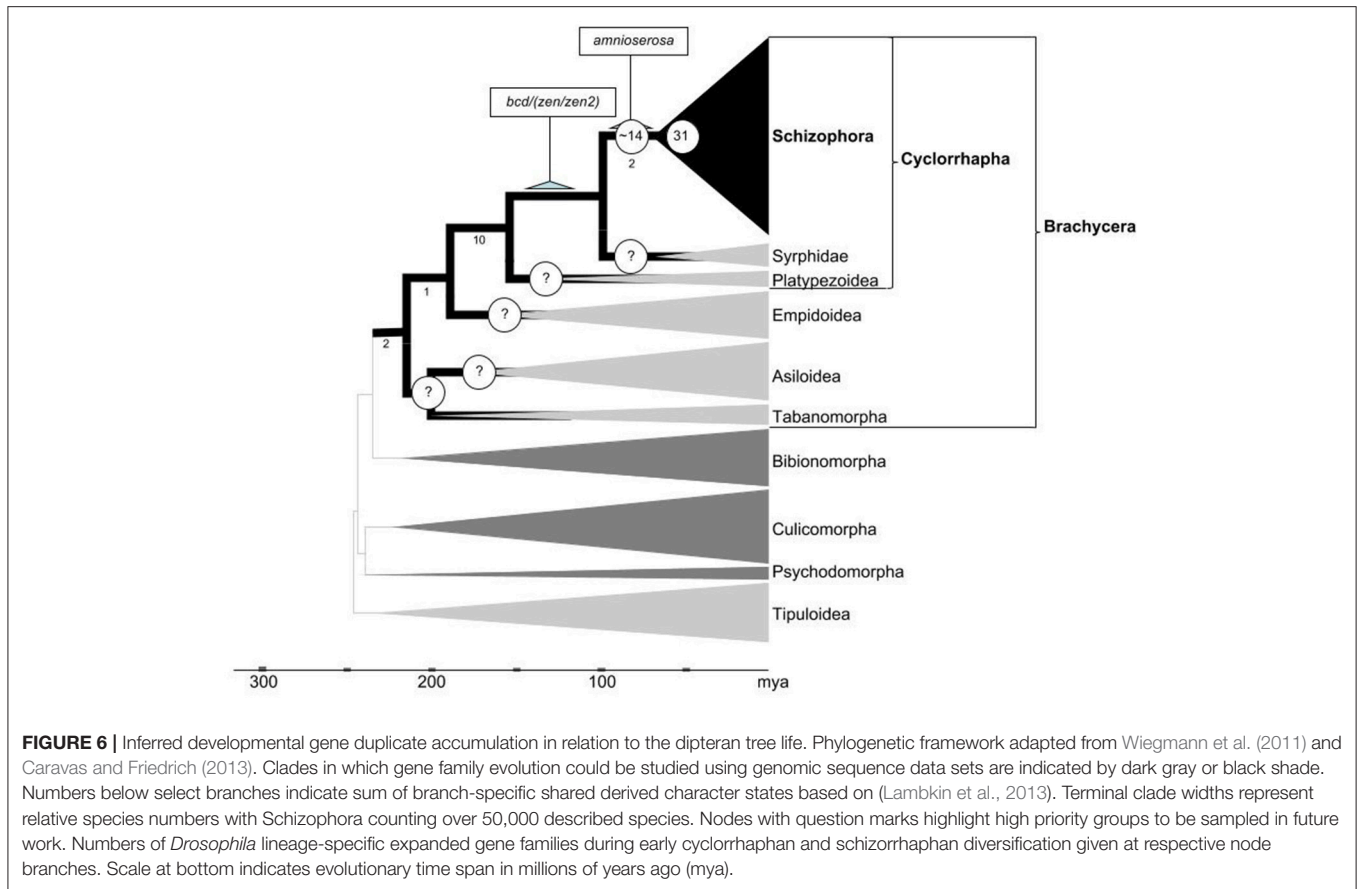 amnioserosa
bcd/(zen/zen2)
~14
31
2
Schizophora
Cyclorrhapha
Brachycera
10
?
Syrphidae
?
Platypezoidea
1
?
Empidoidea
2
?
Asiloidea
?
Tabanomorpha
Bibionomorpha
Culicomorpha
Psychodomorpha
Tipuloidea
300 200 100 mya
FIGURE 6 | Inferred developmental gene duplicate accumulation in relation to the dipteran tree life. Phylogenetic framework adapted from Wiegmann et al. (2011) and
Caravas and Friedrich (2013). Clades in which gene family evolution could be studied using genomic sequence data sets are indicated by dark gray or black shade.
Numbers below select branches indicate sum of branch-specific shared derived character states based on (Lambkin et al., 2013). Terminal clade widths represent
relative species numbers with Schizophora counting over 50,000 described species. Nodes with question marks highlight high priority groups to be sampled in future
work. Numbers of Drosophila lineage-specific expanded gene families during early cyclorrhaphan and schizorrhaphan diversification given at respective node
branches. Scale at bottom indicates evolutionary time span in millions of years ago (mya).